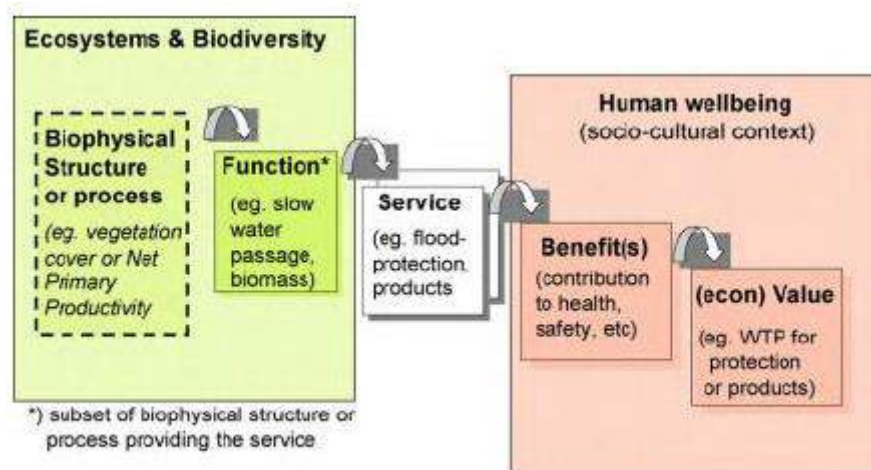 Ecosystems & Biodiversity
Biophysical
Structure
or process
(eg. vegetation
cover or Net
Primary
Productivity
Function*
(eg. slow
water
passage,
biomass)
Service
(eg. flood-
protection,
products
Human wellbeing
(socio-cultural context)
Benefit(s)
(contribution
to health,
safety, etc)
(econ) Value
(eg. WTP for
protection
or products)
*) subset of biophysical structure or
process providing the service